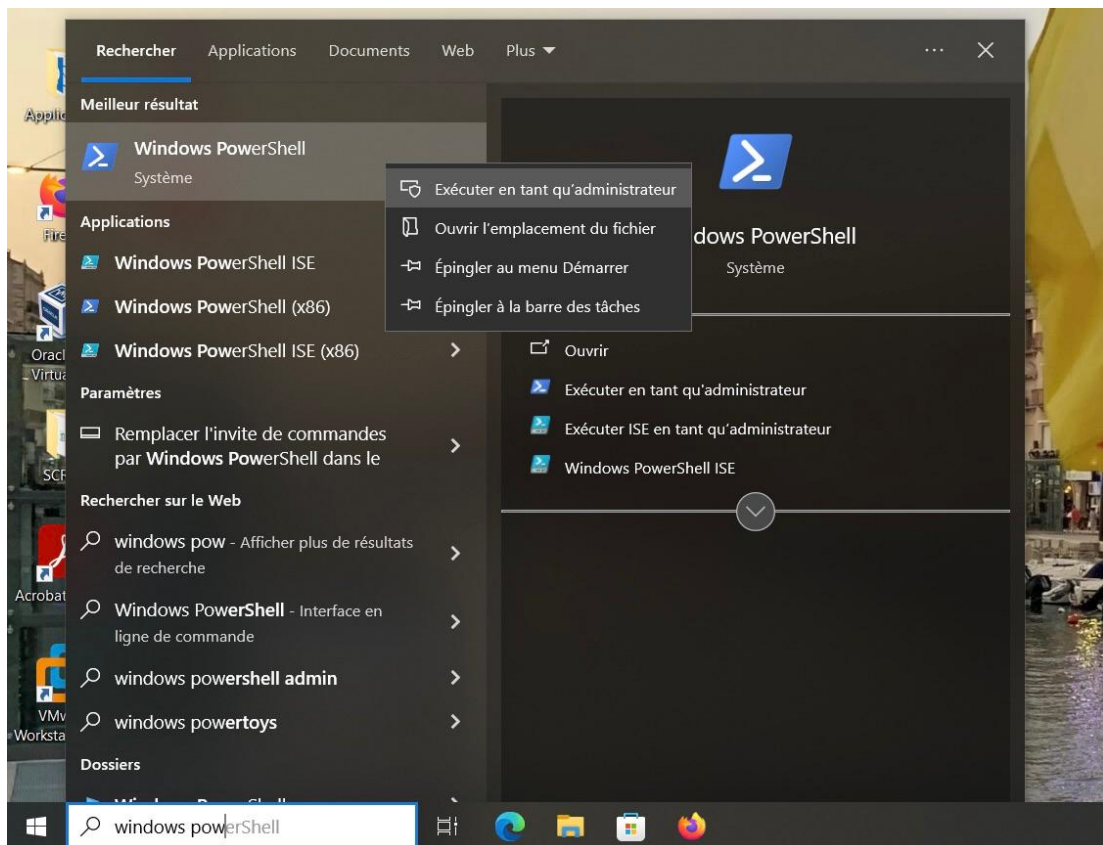 Rechercher Applications Documents Web Plus
Meilleur résultat
Windows PowerShell
Système
Applications
Windows PowerShell ISE
Windows PowerShell (x86)
Windows PowerShell ISE (x86)
Paramètres
Remplacer l'invite de commandes
par Windows PowerShell dans le
Rechercher sur le Web
windows pow - Afficher plus de résultats
de recherche
Windows PowerShell - Interface en
ligne de commande
windows powershell admin
windows powertoys
Dossiers
windows powerShell
Exécuter en tant qu'administrateur
Ouvrir l'emplacement du fichier
Épingler au menu Démarrer
Épingler à la barre des tâches
dows PowerShell
Système
Ouvrir
Exécuter en tant qu'administrateur
Exécuter ISE en tant qu'administrateur
Windows PowerShell ISE
Applic
Fire
Oracl
Virtua
SCR
Acrobat
VMw
Worksta